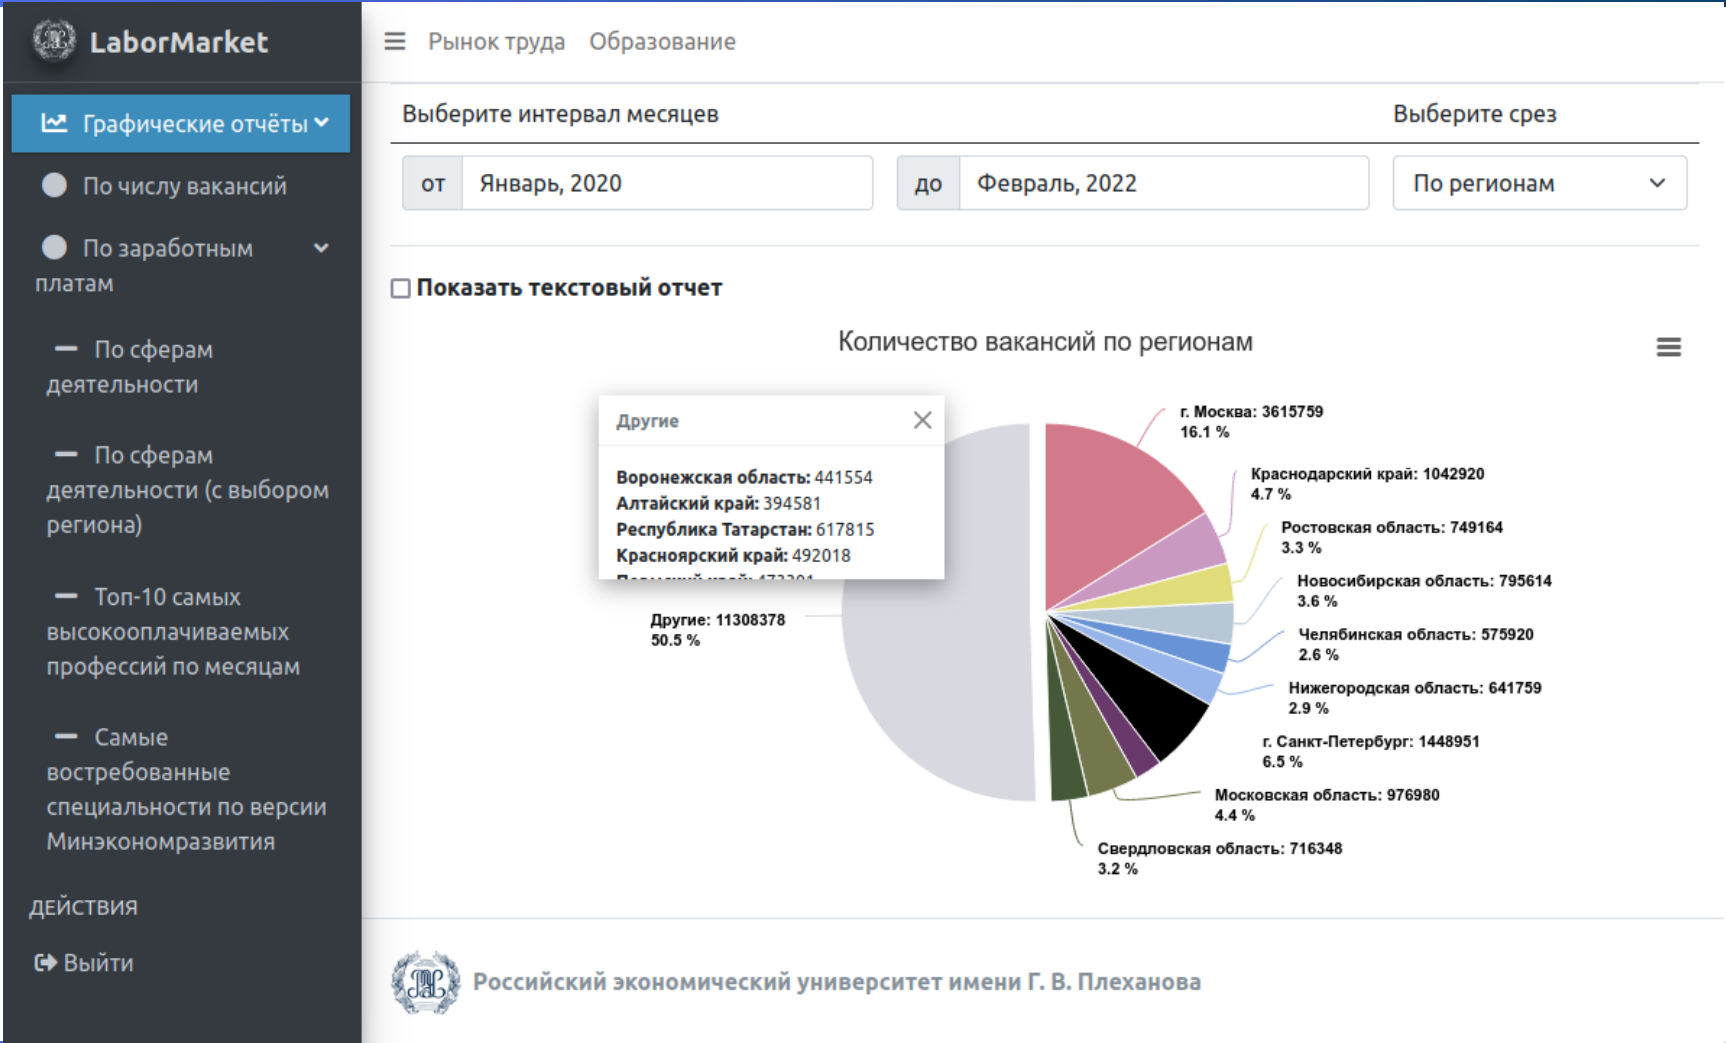 LaborMarket
Рынок труда Образование
Графические отчёты
По числу вакансий
По заработным
платам
По сферам
деятельности
По сферам
деятельности (с выбором
региона)
Топ-10 самых
высокооплачиваемых
профессий по месяцам
Самые
востребованные
специальности по версии
Минэкономразвития
ДЕЙСТВИЯ
Выйти
Выберите интервал месяцев
Выберите срез
от Январь, 2020
до Февраль, 2022
По регионам
Показать текстовый отчет
Количество вакансий по регионам
Другие
Воронежская область: 441554
Алтайский край: 394581
Республика Татарстан: 617815
Красноярский край: 492018
Другие: 11308378
50.5 %
г. Москва: 3615759
16.1 %
Краснодарский край: 1042920
4.7 %
Ростовская область: 749164
3.3 %
Новосибирская область: 795614
3.6 %
Челябинская область: 575920
2.6 %
Нижегородская область: 641759
2.9 %
г. Санкт-Петербург: 1448951
6.5 %
Московская область: 976980
4.4 %
Свердловская область: 716348
3.2 %
Российский экономический университет имени Г. В. Плеханова